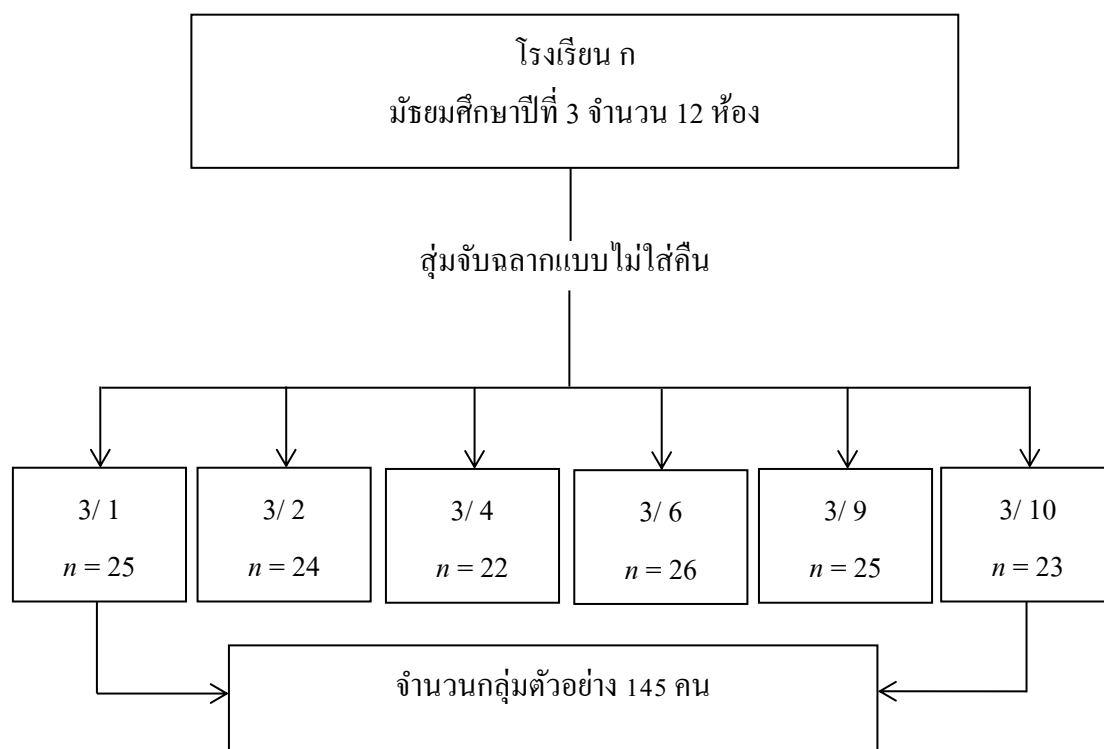 โรงเรียน ก
มัธยมศึกษาปีที่ 3 จำนวน 12 ห้อง
สุ่มจับฉลากแบบไม่ใส่คืน
3/ 1
n = 25
3/ 2
n = 24
3/ 4
n = 22
3/ 6
n = 26
3/ 9
n = 25
3/ 10
n = 23
จำนวนกลุ่มตัวอย่าง 145 คน